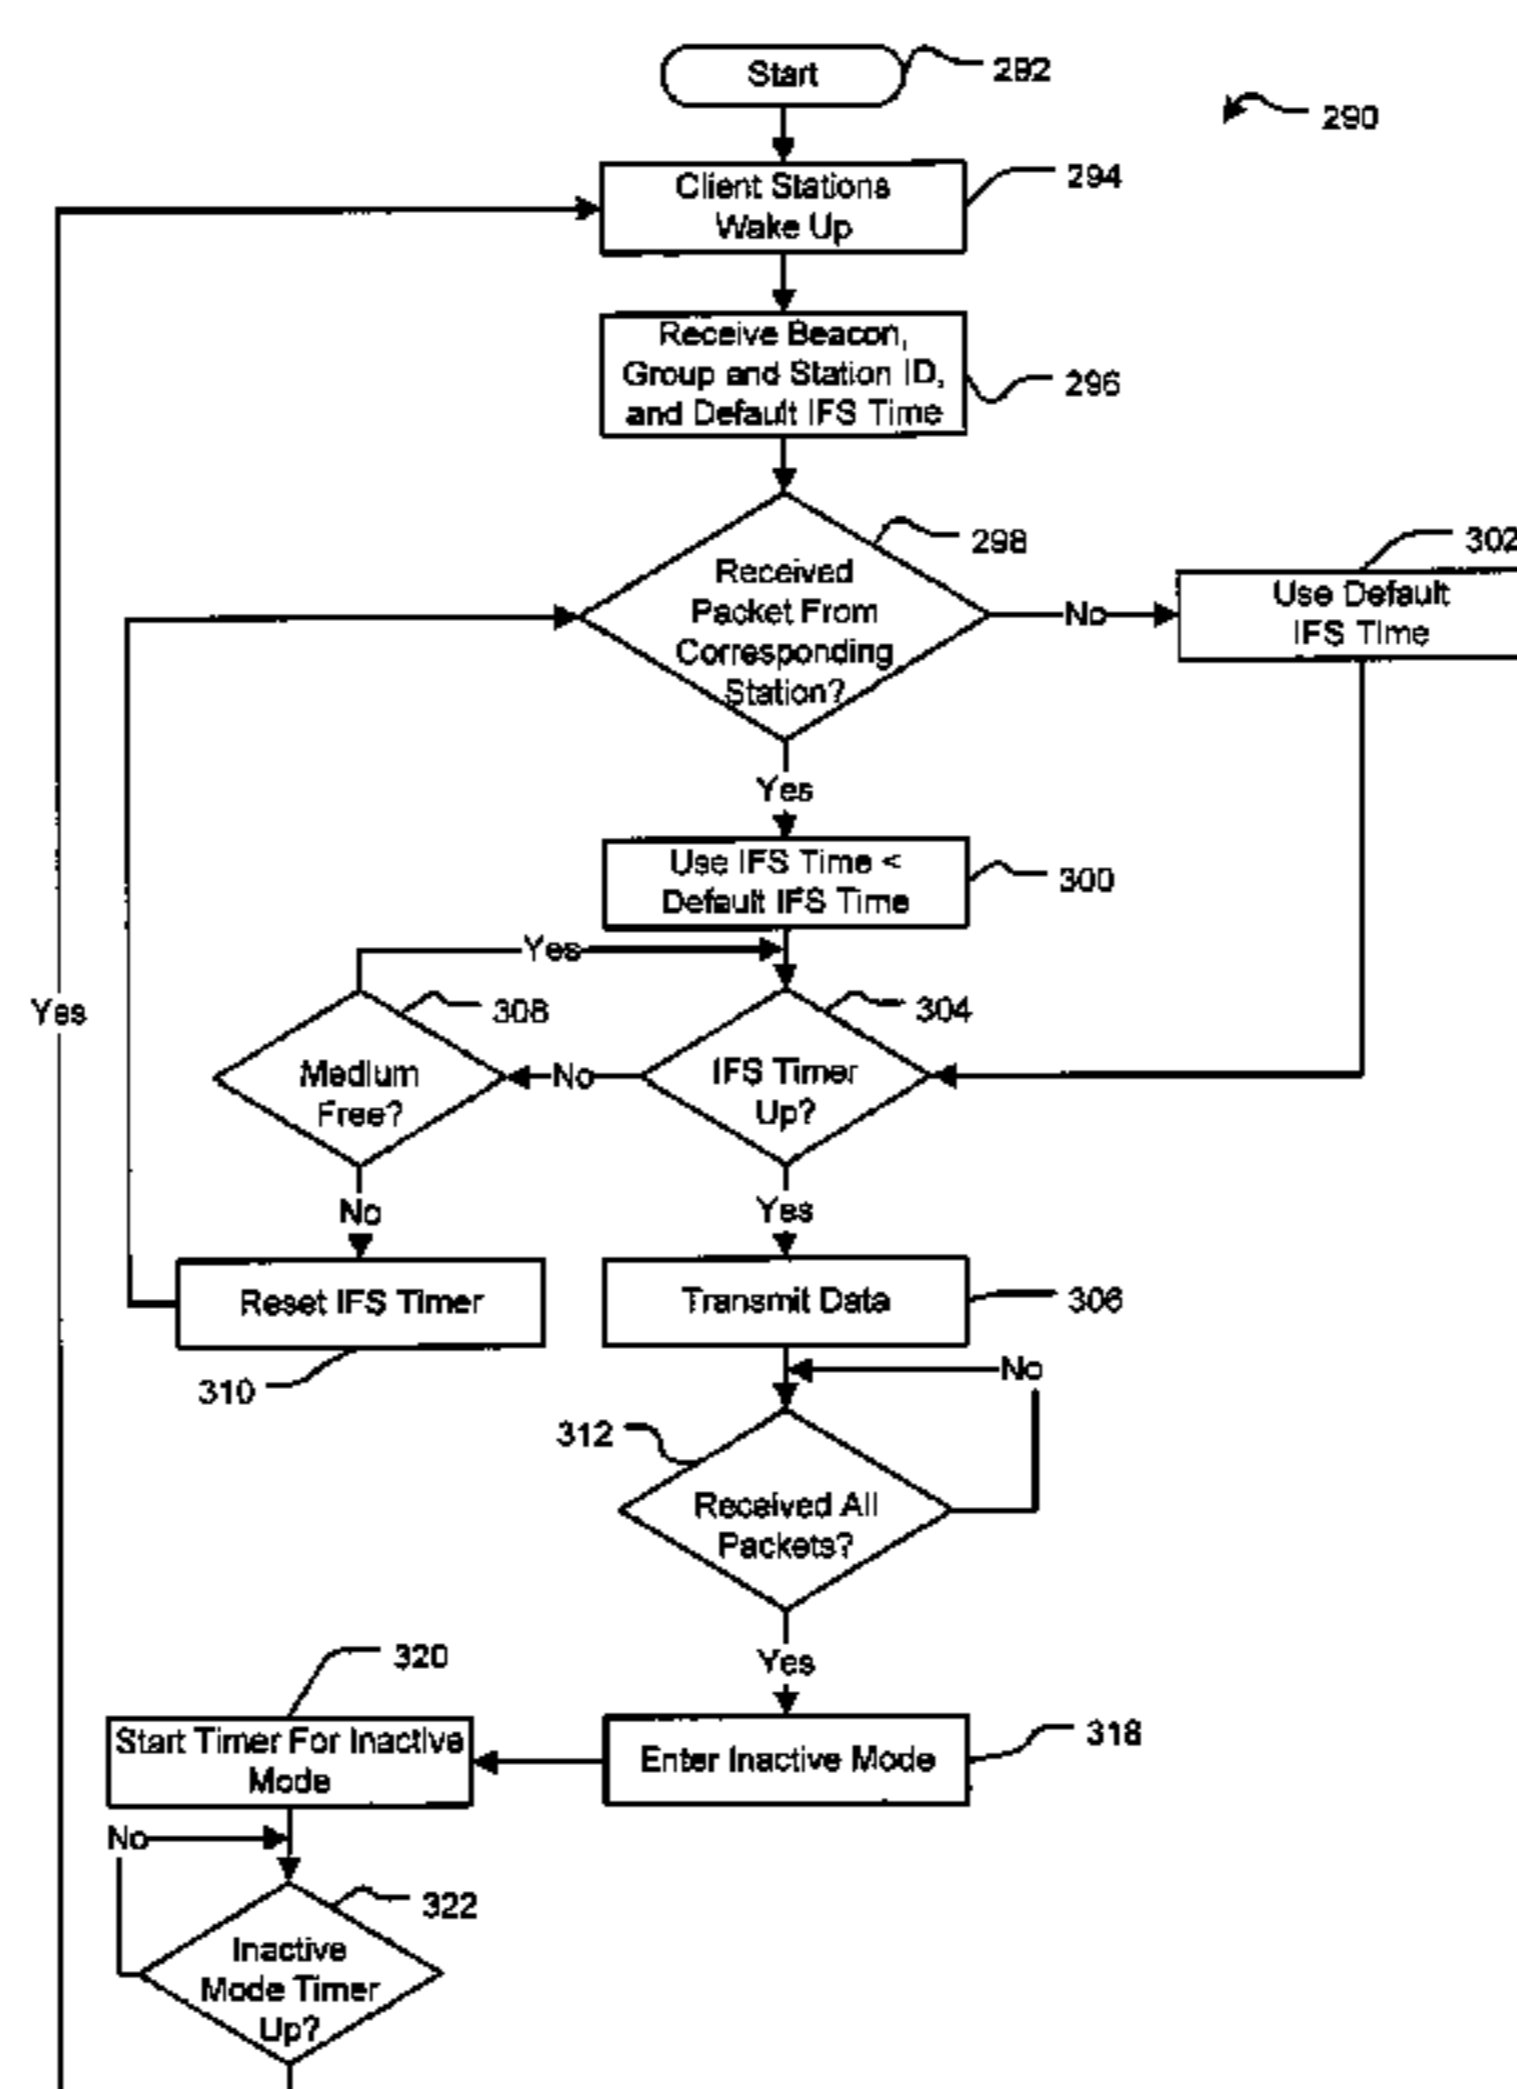 Start
292
290
Client Stations
Wake Up
294
Receive Beacon,
Group and Station ID,
and Default IFS Time
296
Received
Packet From
Corresponding
Station?
298
No
302
Use Default
IFS Time
Yes
Use IFS Time <
Default IFS Time
300
Yes
Yes
308
Medium
Free?
No
304
IFS Timer
Up?
No
Yes
Reset IFS Timer
310
Transmit Data
306
No
312
Received All
Packets?
Yes
320
Start Timer For Inactive
Mode
Enter Inactive Mode
318
No
322
Inactive
Mode Timer
Up?